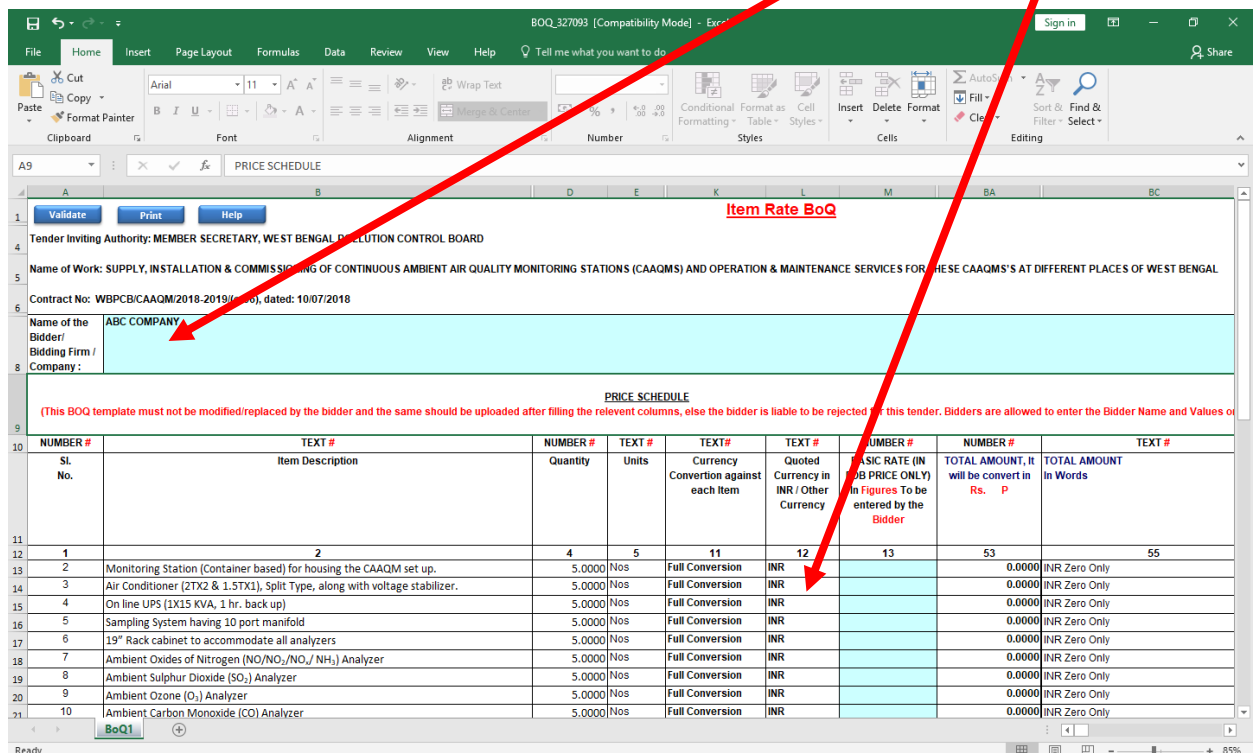 BOQ_327093 [Compatibility Mode] - Excel
Sign in
File Home Insert Page Layout Formulas Data Review View Help Tell me what you want to do Share
Paste
Cut
Copy
Format Painter
Clipboard
Arial 11
B I U
Font
Wrap Text
Merge & Center
Alignment
%
Number
Conditional Formatting
Format as Table
Cell Styles
Styles
Insert Delete Format
Cells
AutoSum
Fill
Sort & Filter
Find & Select
Editing
A9 fx PRICE SCHEDULE
A B D E K L M BA BC
1 Validate Print Help Item Rate BoQ
4 Tender Inviting Authority: MEMBER SECRETARY, WEST BENGAL POLLUTION CONTROL BOARD
5 Name of Work: SUPPLY, INSTALLATION & COMMISSIONING OF CONTINUOUS AMBIENT AIR QUALITY MONITORING STATIONS (CAAQMS) AND OPERATION & MAINTENANCE SERVICES FOR THESE CAAQMS'S AT DIFFERENT PLACES OF WEST BENGAL
6 Contract No: WBPCB/CAAQM/2018-2019/ dated: 10/07/2018
Name of the
Bidder/
Bidding Firm /
8 Company :
ABC COMPANY
PRICE SCHEDULE
9 (This BOQ template must not be modified/replaced by the bidder and the same should be uploaded after filling the relevent columns, else the bidder is liable to be rejected for this tender. Bidders are allowed to enter the Bidder Name and Values
10 NUMBER # TEXT # NUMBER # TEXT # TEXT# TEXT # NUMBER # NUMBER # TEXT #
11 Sl. No. Item Description Quantity Units Currency Convertion against each Item Quoted Currency in INR / Other Currency BASIC RATE (IN FOB PRICE ONLY) In Figures To be entered by the Bidder TOTAL AMOUNT, It will be convert in Rs. P TOTAL AMOUNT In Words
12 1 2 4 5 11 12 13 53 55
13 2 Monitoring Station (Container based) for housing the CAAQM set up. 5.0000 Nos Full Conversion INR 0.0000 INR Zero Only
14 3 Air Conditioner (2TX2 & 1.5TX1), Split Type, along with voltage stabilizer. 5.0000 Nos Full Conversion INR 0.0000 INR Zero Only
15 4 On line UPS (1X15 KVA, 1 hr. back up) 5.0000 Nos Full Conversion INR 0.0000 INR Zero Only
16 5 Sampling System having 10 port manifold 5.0000 Nos Full Conversion INR 0.0000 INR Zero Only
17 6 19” Rack cabinet to accommodate all analyzers 5.0000 Nos Full Conversion INR 0.0000 INR Zero Only
18 7 Ambient Oxides of Nitrogen (NO/NO₂/NOₓ/ NH₃) Analyzer 5.0000 Nos Full Conversion INR 0.0000 INR Zero Only
19 8 Ambient Sulphur Dioxide (SO₂) Analyzer 5.0000 Nos Full Conversion INR 0.0000 INR Zero Only
20 9 Ambient Ozone (O₃) Analyzer 5.0000 Nos Full Conversion INR 0.0000 INR Zero Only
21 10 Ambient Carbon Monoxide (CO) Analyzer 5.0000 Nos Full Conversion INR 0.0000 INR Zero Only
BoQ1
Ready 85%